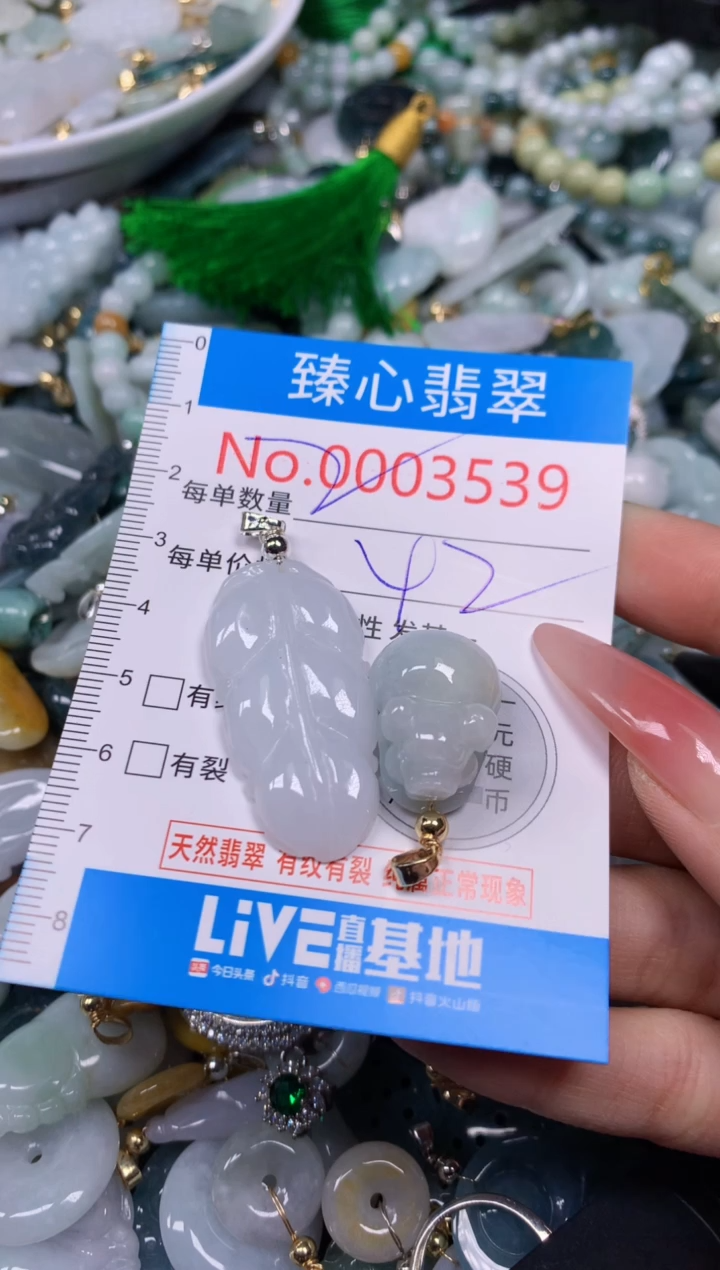 臻心翡翠
No.0003539
每单数量 2
每单价 42
性
0
1
2
3
4
5
6
7
8
□有
□有裂
一
元
硬
币
天然翡翠 有纹有裂 正常现象
LiVE直播基地
今日头条 抖音 西瓜视频 抖音火山版